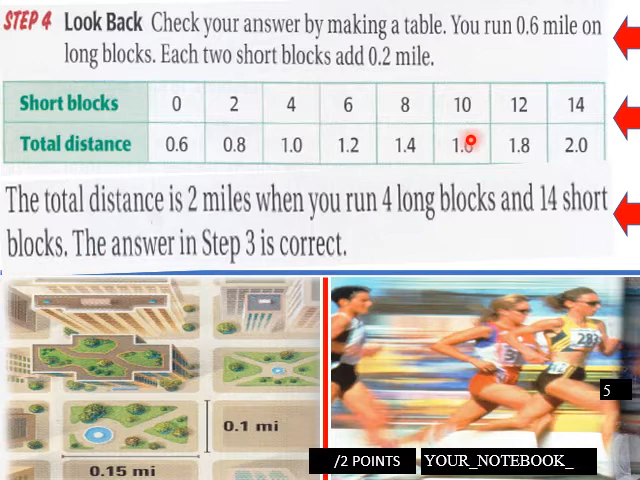 STEP 4 Look Back Check your answer by making a table. You run 0.6 mile on
long blocks. Each two short blocks add 0.2 mile.
Short blocks 0 2 4 6 8 10 12 14
Total distance 0.6 0.8 1.0 1.2 1.4 1.6 1.8 2.0
The total distance is 2 miles when you run 4 long blocks and 14 short
blocks. The answer in Step 3 is correct.
283
5
0.1 mi
0.15 mi
/2 POINTS
YOUR_NOTEBOOK_